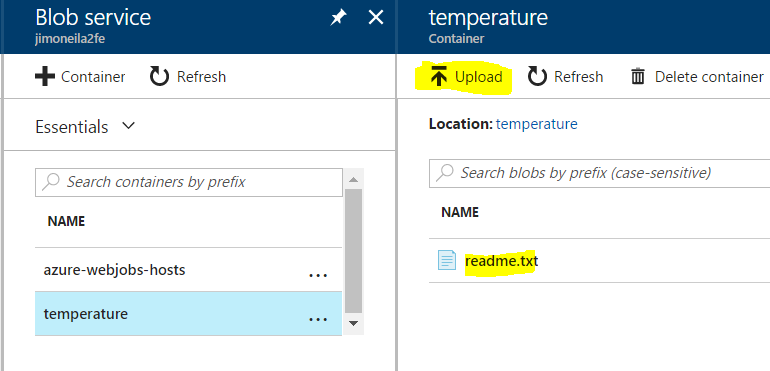 Blob service
jimoneila2fe
Container
Refresh
Essentials
Search containers by prefix
NAME
azure-webjobs-hosts
...
temperature
...
temperature
Container
Upload
Refresh
Delete container
Location: temperature
Search blobs by prefix (case-sensitive)
NAME
readme.txt